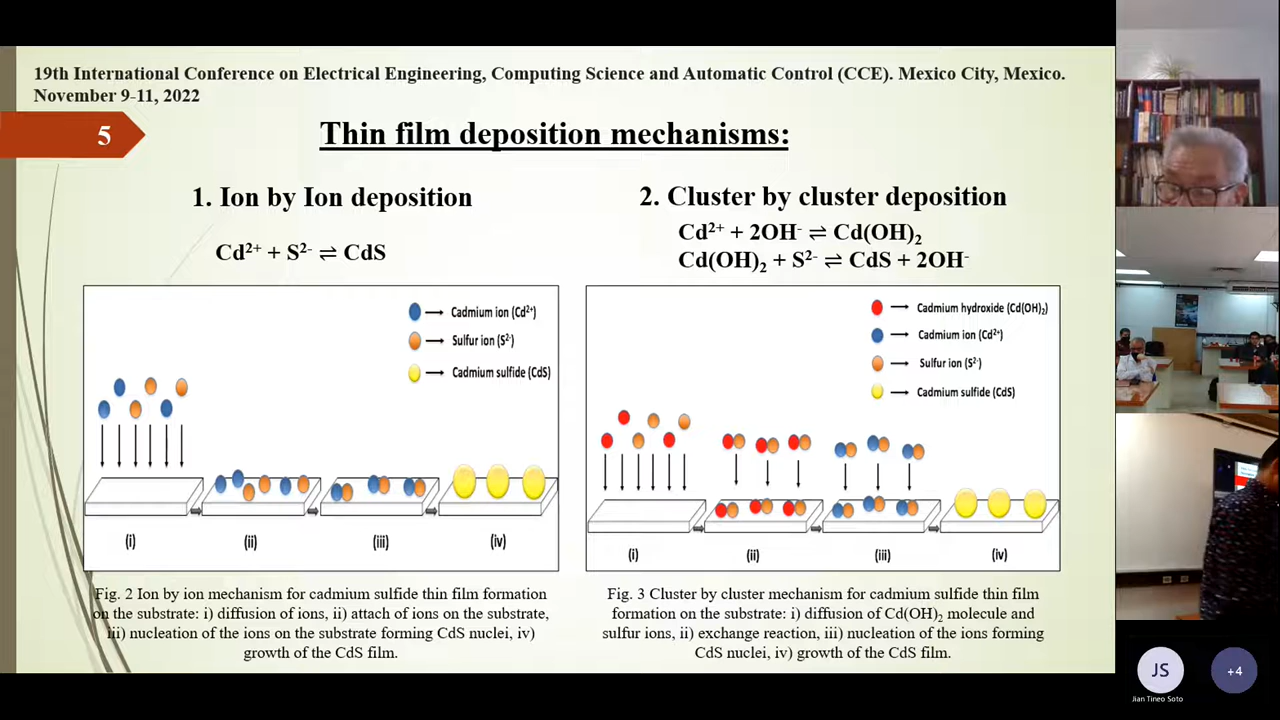 19th International Conference on Electrical Engineering, Computing Science and Automatic Control (CCE). Mexico City, Mexico.
November 9-11, 2022
5
Thin film deposition mechanisms:
1. Ion by Ion deposition
Cd²⁺ + S²⁻ ⇌ CdS
Cadmium ion (Cd²⁺)
Sulfur ion (S²⁻)
Cadmium sulfide (CdS)
(i)
(ii)
(iii)
(iv)
Fig. 2 Ion by ion mechanism for cadmium sulfide thin film formation
on the substrate: i) diffusion of ions, ii) attach of ions on the substrate,
iii) nucleation of the ions on the substrate forming CdS nuclei, iv)
growth of the CdS film.
2. Cluster by cluster deposition
Cd²⁺ + 2OH⁻ ⇌ Cd(OH)₂
Cd(OH)₂ + S²⁻ ⇌ CdS + 2OH⁻
Cadmium hydroxide (Cd(OH)₂)
Cadmium ion (Cd²⁺)
Sulfur ion (S²⁻)
Cadmium sulfide (CdS)
(i)
(ii)
(iii)
(iv)
Fig. 3 Cluster by cluster mechanism for cadmium sulfide thin film
formation on the substrate: i) diffusion of Cd(OH)₂ molecule and
sulfur ions, ii) exchange reaction, iii) nucleation of the ions forming
CdS nuclei, iv) growth of the CdS film.
JS
+4
Jian Tineo Soto